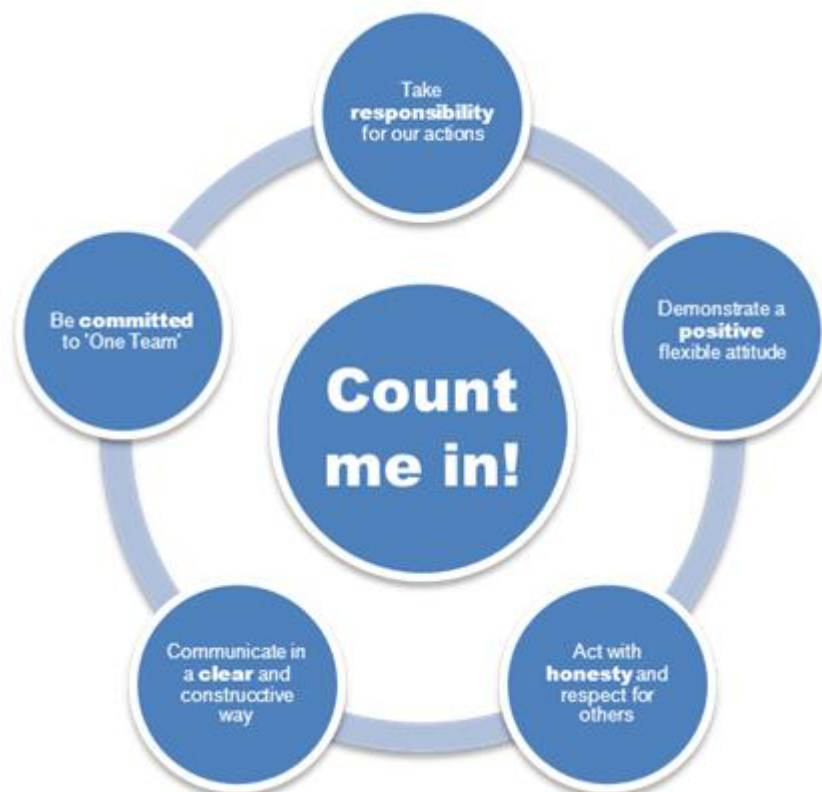 Take
responsibility
for our actions
Demonstrate a
positive
flexible attitude
Act with
honesty and
respect for
others
Communicate in
a clear and
construcctive
way
Be committed
to 'One Team'
Count
me in!